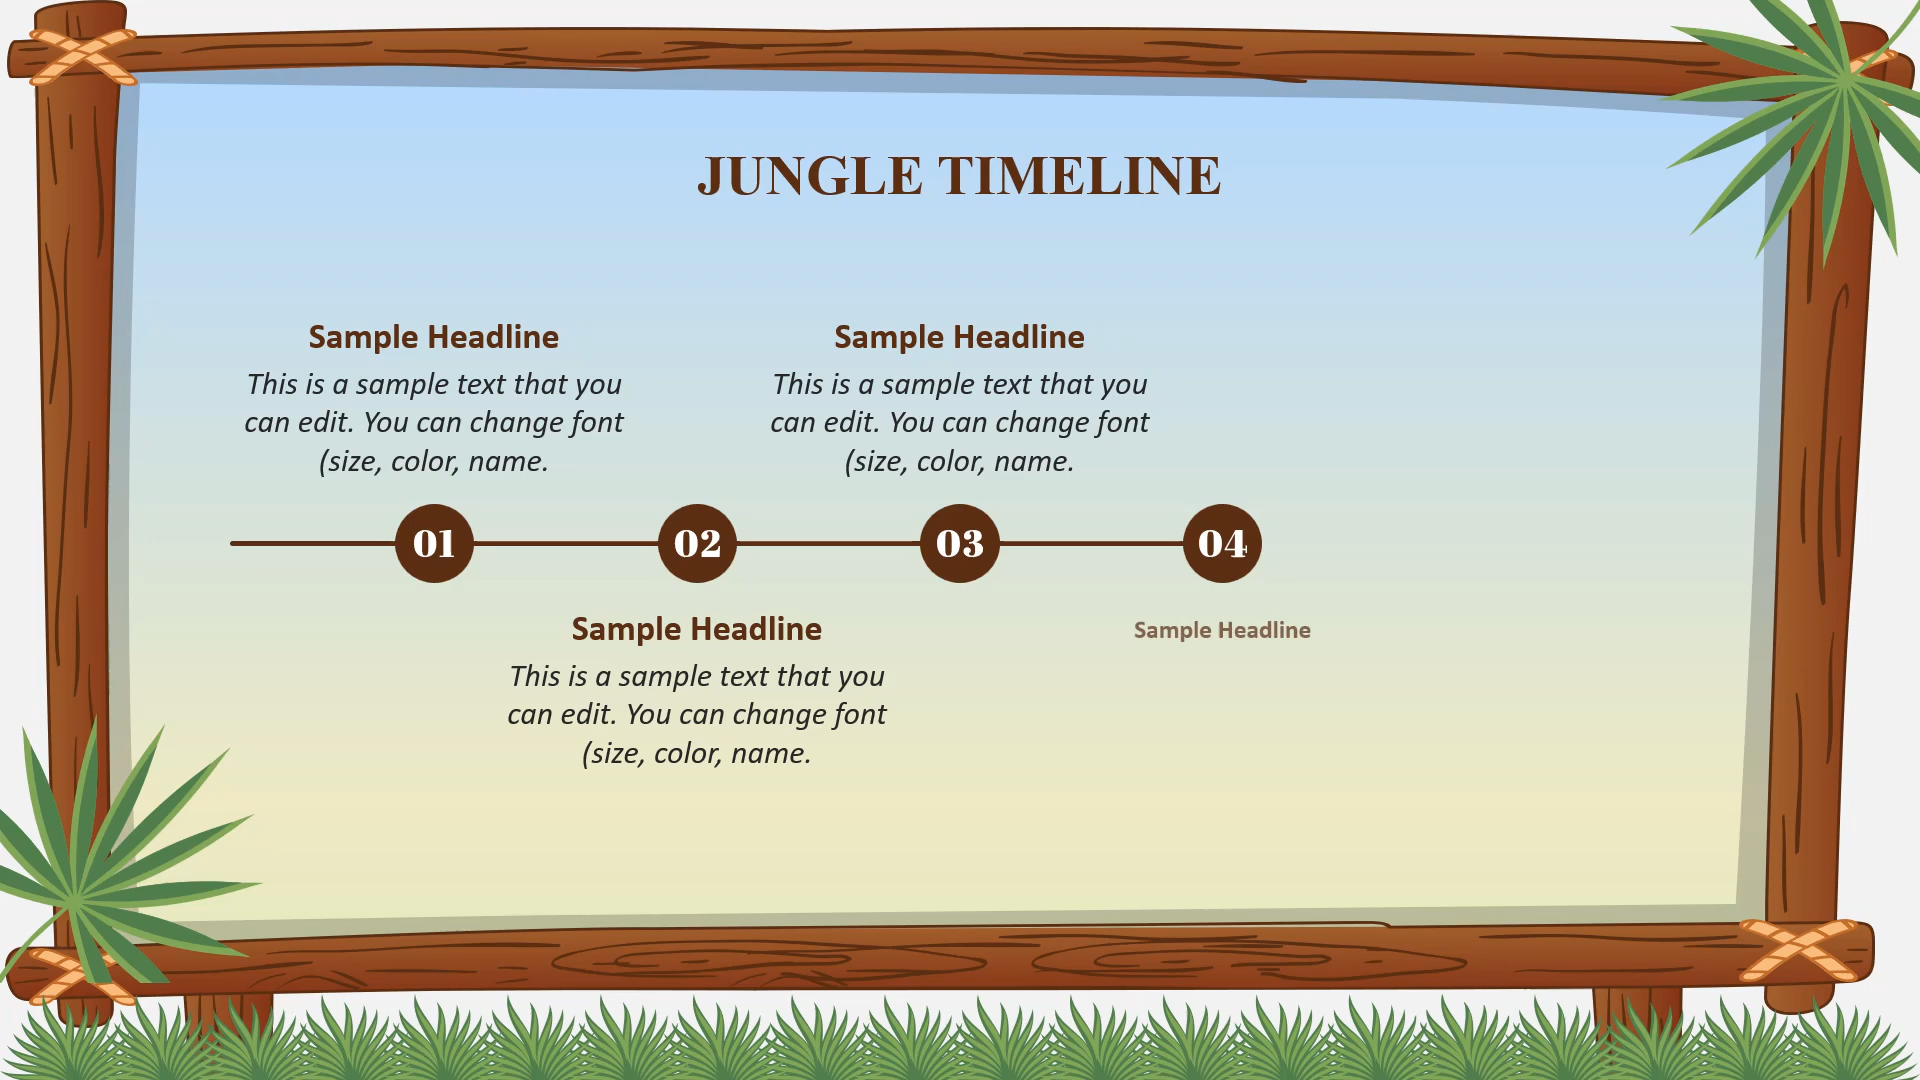 JUNGLE TIMELINE
Sample Headline
This is a sample text that you
can edit. You can change font
(size, color, name.
Sample Headline
This is a sample text that you
can edit. You can change font
(size, color, name.
01
02
03
04
Sample Headline
This is a sample text that you
can edit. You can change font
(size, color, name.
Sample Headline